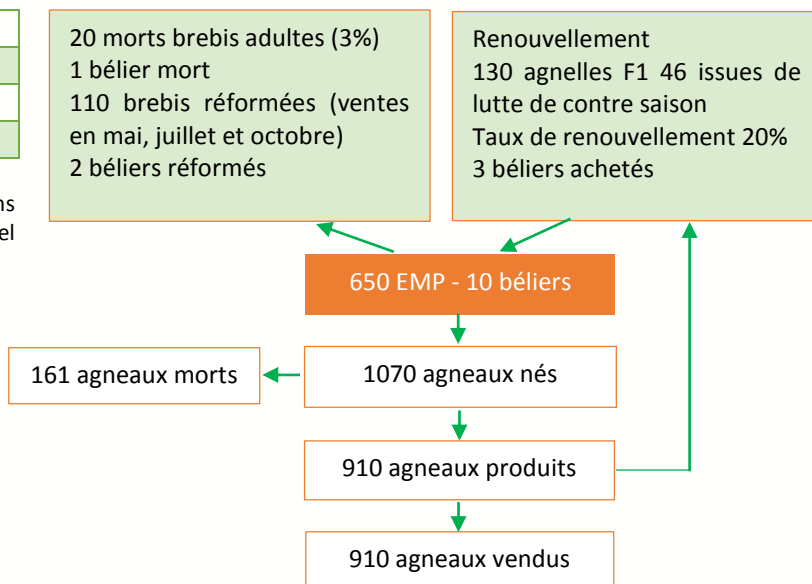 20 morts brebis adultes (3%)
1 bélier mort
110 brebis réformées (ventes
en mai, juillet et octobre)
2 béliers réformés
Renouvellement
130 agnelles F1 46 issues de
lutte de contre saison
Taux de renouvellement 20%
3 béliers achetés
ns
el
650 EMP - 10 béliers
161 agneaux morts
1070 agneaux nés
910 agneaux produits
910 agneaux vendus